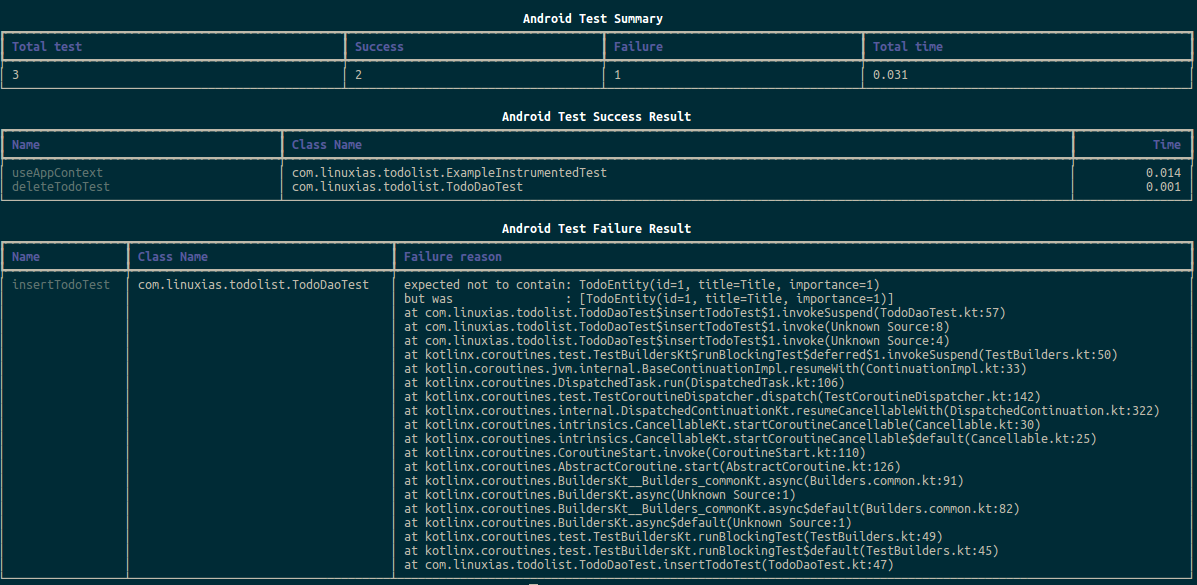 Android Test Summary
Total test Success Failure Total time
3 2 1 0.031
Android Test Success Result
Name Class Name Time
useAppContext com.linuxias.todolist.ExampleInstrumentedTest 0.014
deleteTodoTest com.linuxias.todolist.TodoDaoTest 0.001
Android Test Failure Result
Name Class Name Failure reason
insertTodoTest com.linuxias.todolist.TodoDaoTest expected not to contain: TodoEntity(id=1, title=Title, importance=1)
but was : [TodoEntity(id=1, title=Title, importance=1)]
at com.linuxias.todolist.TodoDaoTest$insertTodoTest$1.invokeSuspend(TodoDaoTest.kt:57)
at com.linuxias.todolist.TodoDaoTest$insertTodoTest$1.invoke(Unknown Source:8)
at com.linuxias.todolist.TodoDaoTest$insertTodoTest$1.invoke(Unknown Source:4)
at kotlinx.coroutines.test.TestBuildersKt$runBlockingTest$deferred$1.invokeSuspend(TestBuilders.kt:50)
at kotlin.coroutines.jvm.internal.BaseContinuationImpl.resumeWith(ContinuationImpl.kt:33)
at kotlinx.coroutines.DispatchedTask.run(DispatchedTask.kt:106)
at kotlinx.coroutines.test.TestCoroutineDispatcher.dispatch(TestCoroutineDispatcher.kt:142)
at kotlinx.coroutines.internal.DispatchedContinuationKt.resumeCancellableWith(DispatchedContinuation.kt:322)
at kotlinx.coroutines.intrinsics.CancellableKt.startCoroutineCancellable(Cancellable.kt:30)
at kotlinx.coroutines.intrinsics.CancellableKt.startCoroutineCancellable$default(Cancellable.kt:25)
at kotlinx.coroutines.CoroutineStart.invoke(CoroutineStart.kt:110)
at kotlinx.coroutines.AbstractCoroutine.start(AbstractCoroutine.kt:126)
at kotlinx.coroutines.BuildersKt__Builders_commonKt.async(Builders.common.kt:91)
at kotlinx.coroutines.BuildersKt.async(Unknown Source:1)
at kotlinx.coroutines.BuildersKt__Builders_commonKt.async$default(Builders.common.kt:82)
at kotlinx.coroutines.BuildersKt.async$default(Unknown Source:1)
at kotlinx.coroutines.test.TestBuildersKt.runBlockingTest(TestBuilders.kt:49)
at kotlinx.coroutines.test.TestBuildersKt.runBlockingTest$default(TestBuilders.kt:45)
at com.linuxias.todolist.TodoDaoTest.insertTodoTest(TodoDaoTest.kt:47)